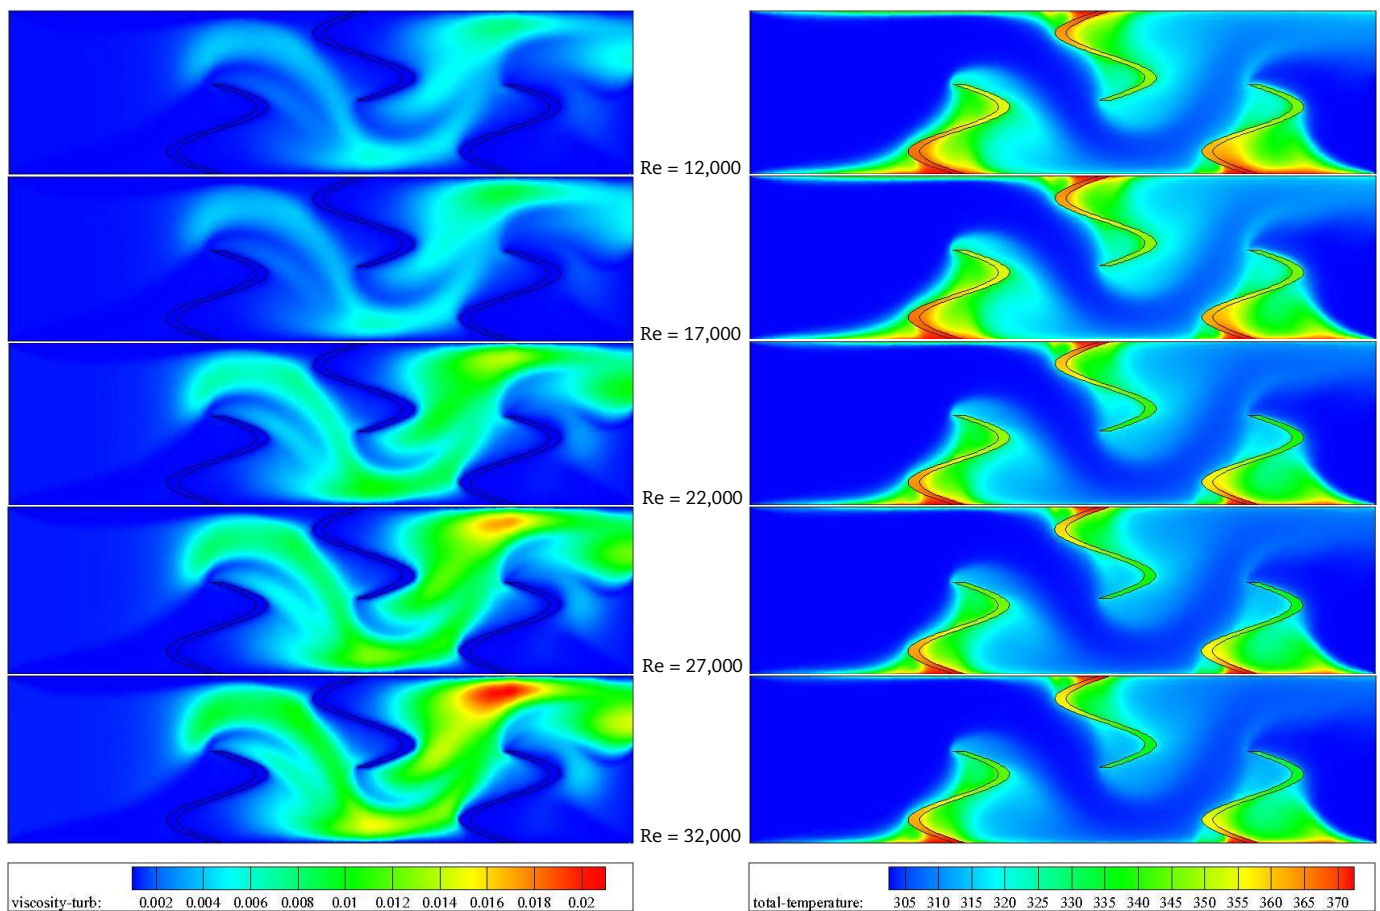 Re = 12,000
Re = 17,000
Re = 22,000
Re = 27,000
Re = 32,000
viscosity-turb: 0.002 0.004 0.006 0.008 0.01 0.012 0.014 0.016 0.018 0.02
total-temperature: 305 310 315 320 325 330 335 340 345 350 355 360 365 370